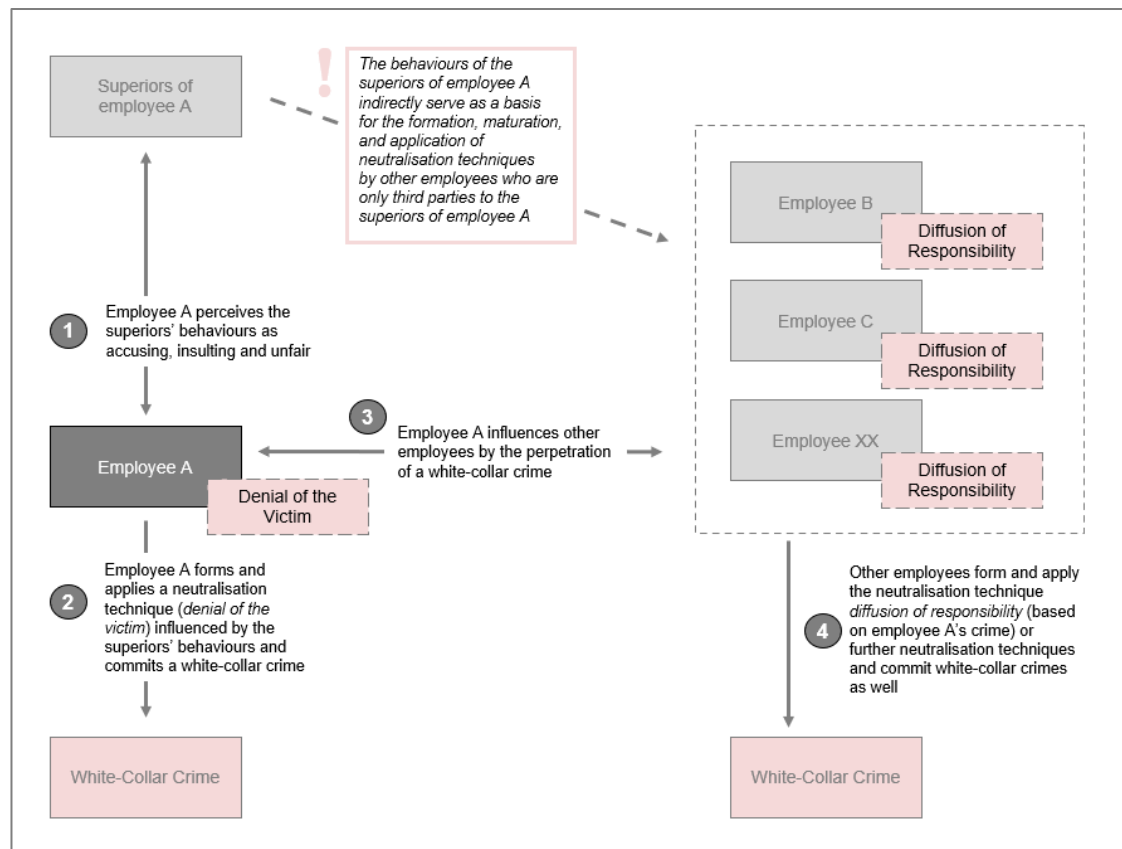 Superiors of
employee A
!
The behaviours of the
superiors of employee A
indirectly serve as a basis
for the formation, maturation,
and application of
neutralisation techniques
by other employees who are
only third parties to the
superiors of employee A
Employee B
Diffusion of
Responsibility
Employee C
Diffusion of
Responsibility
Employee XX
Diffusion of
Responsibility
1
Employee A perceives the
superiors' behaviours as
accusing, insulting and unfair
3
Employee A influences other
employees by the perpetration
of a white-collar crime
Employee A
Denial of the
Victim
2
Employee A forms and
applies a neutralisation
technique (denial of the
victim) influenced by the
superiors' behaviours and
commits a white-collar crime
4
Other employees form and apply
the neutralisation technique
diffusion of responsibility (based
on employee A's crime) or
further neutralisation techniques
and commit white-collar crimes
as well
White-Collar Crime
White-Collar Crime